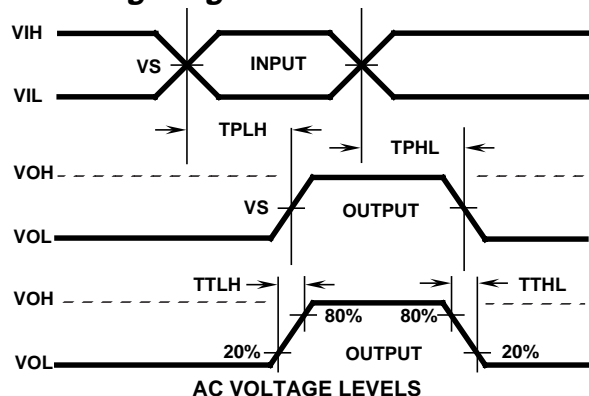 VIH
VS
INPUT
VIL
TPLH
TPHL
VOH
VS
OUTPUT
VOL
TTLH
TTHL
VOH
80%
80%
20%
OUTPUT
20%
VOL
AC VOLTAGE LEVELS